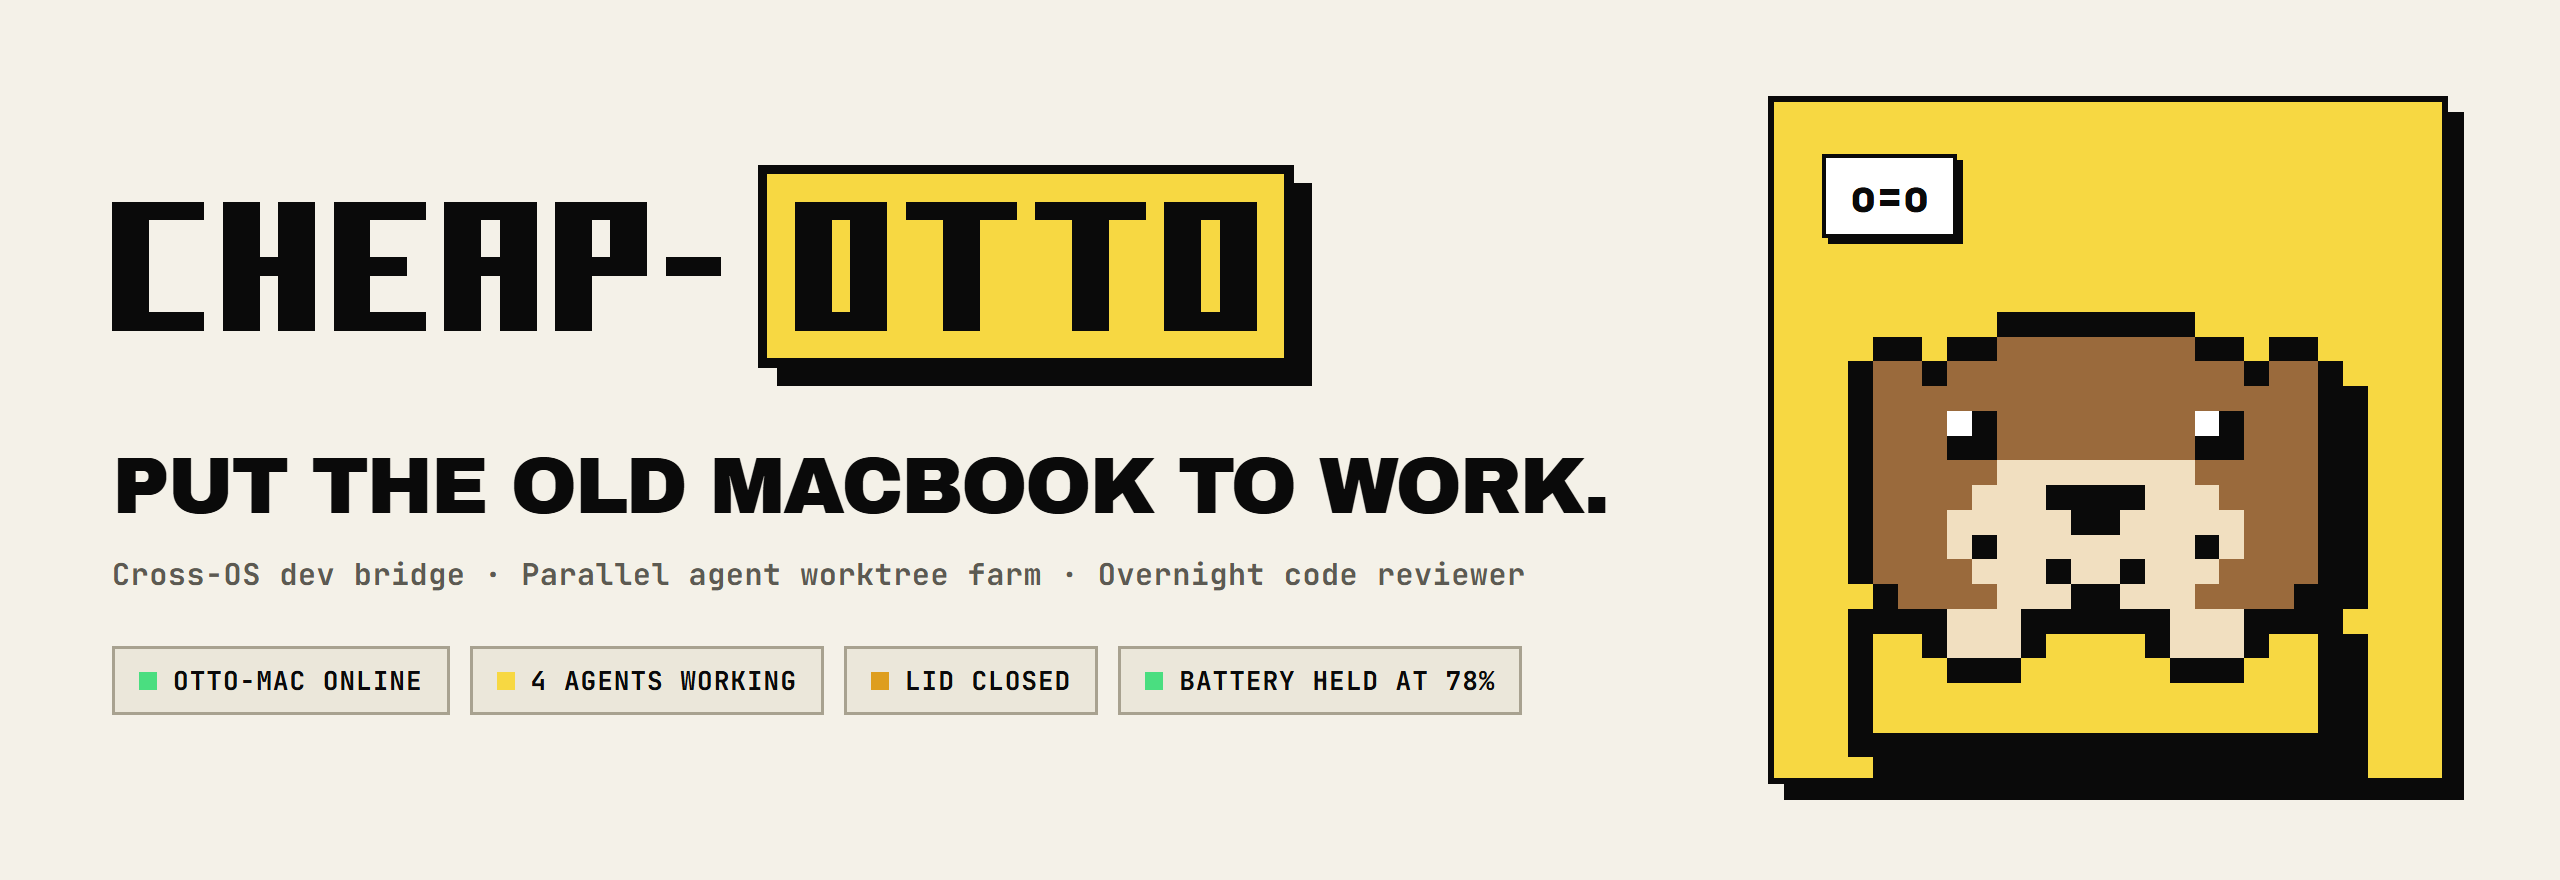 CHEAP-OTTO
o=o
PUT THE OLD MACBOOK TO WORK.
Cross-OS dev bridge · Parallel agent worktree farm · Overnight code reviewer
OTTO-MAC ONLINE
4 AGENTS WORKING
LID CLOSED
BATTERY HELD AT 78%